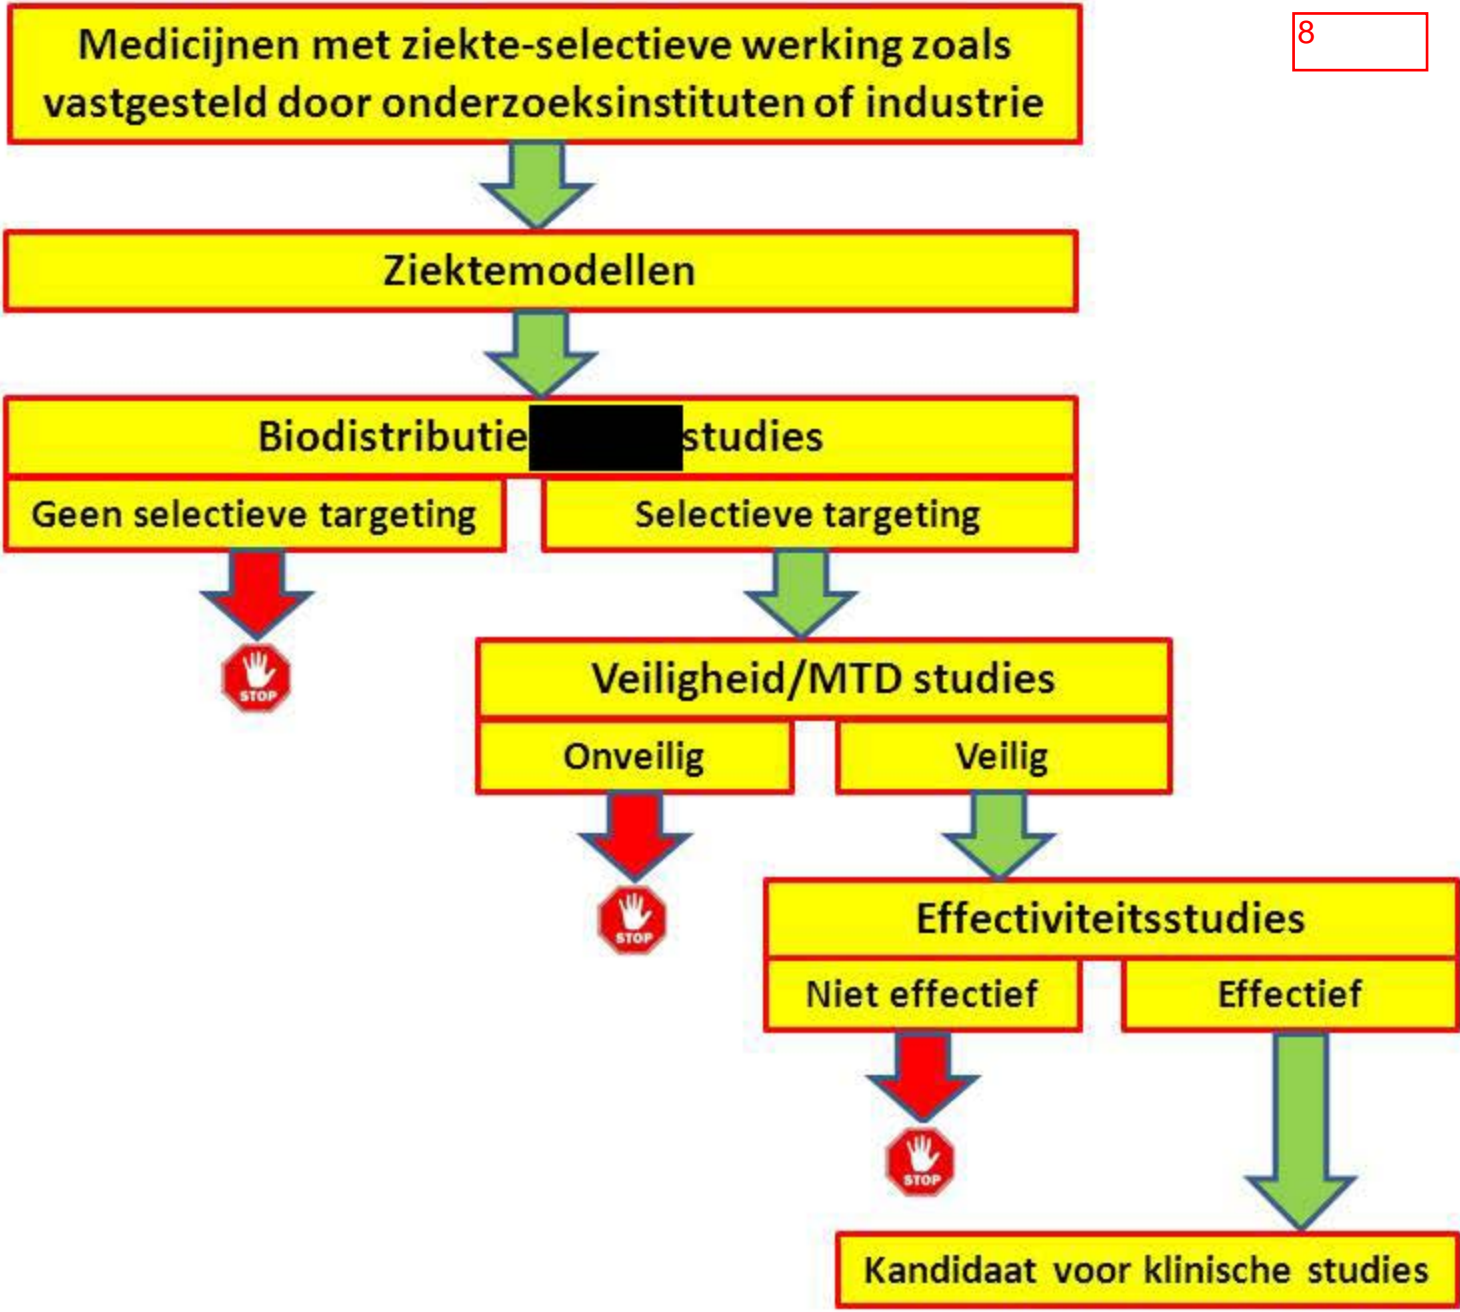 8
Medicijnen met ziekte-selectieve werking zoals
vastgesteld door onderzoeksinstituten of industrie
Ziektemodellen
Biodistributie studies
Geen selectieve targeting
Selectieve targeting
STOP
Veiligheid/MTD studies
Onveilig
Veilig
STOP
Effectiviteitsstudies
Niet effectief
Effectief
STOP
Kandidaat voor klinische studies